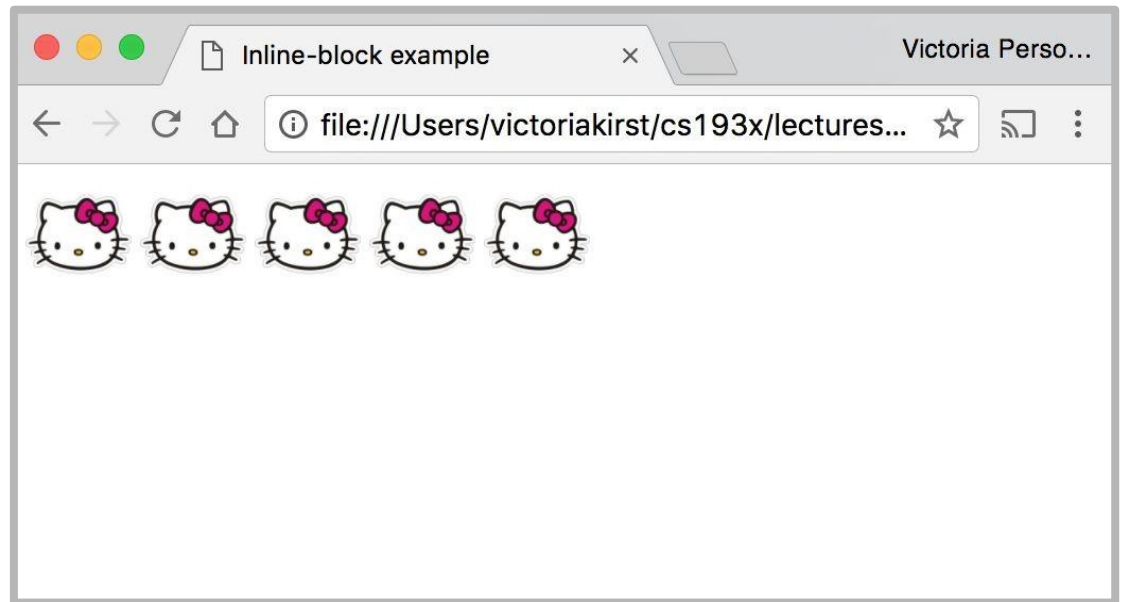 Inline-block example
Victoria Perso...
file:///Users/victoriakirst/cs193x/lectures...